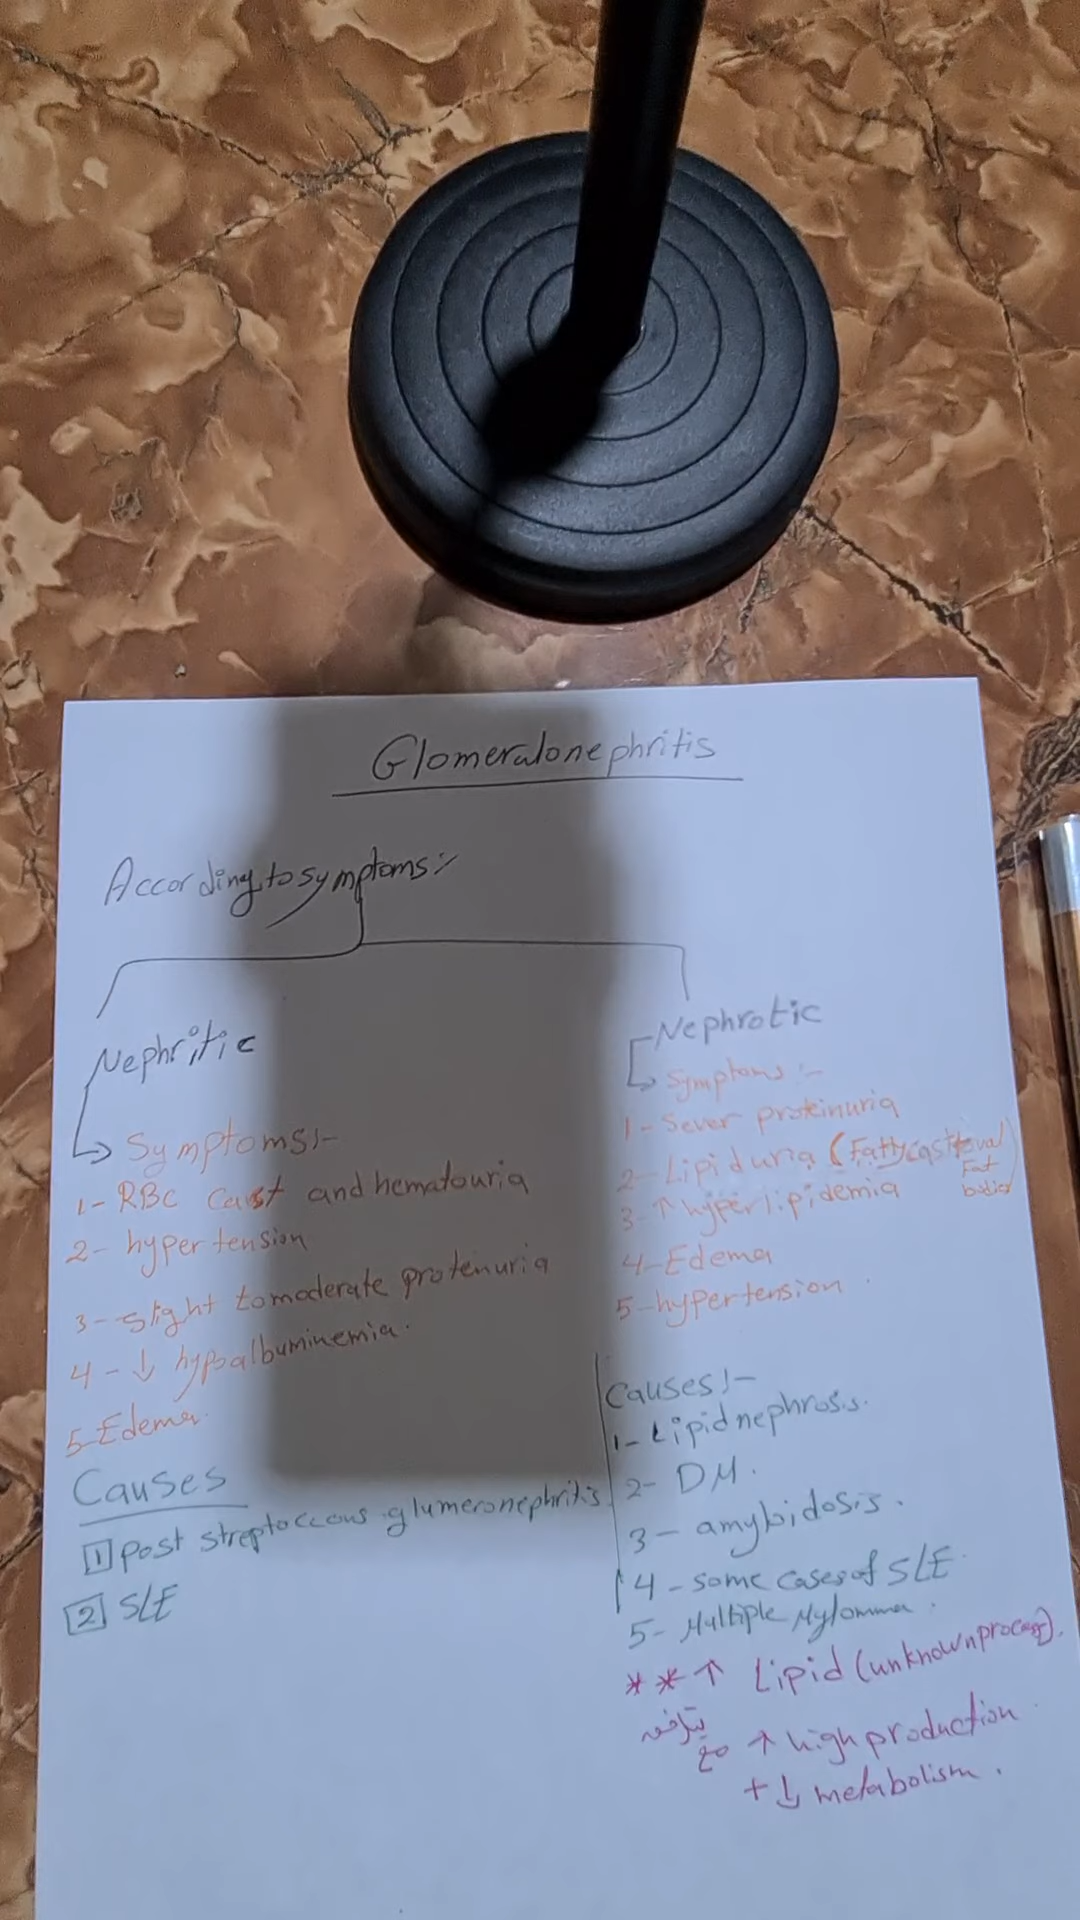 Glomeralonephritis
According to symptoms:-
Nephritic
Symptoms:-
1- RBC Cast and hematouria
2- hypertension
3- slight to moderate protenuria
4- ↓ hypoalbuminemia.
5- Edema.
Causes
1 post streptoccous glumeronephritis.
2 SLE
Nephrotic
Symptoms:-
1- Sever proteinuria
2- Lipiduria (Fatty cast + oval
Fat
bodies)
3- ↑ hyperlipidemia
4- Edema
5- hypertension.
Causes:-
1- Lipid nephrosis.
2- DM.
3- amyloidosis.
4- some cases of SLE.
5- Multiple Mylomma.
** ↑ Lipid (unknown process).
تترافق مع ↑ high production
+ ↓ metabolism.